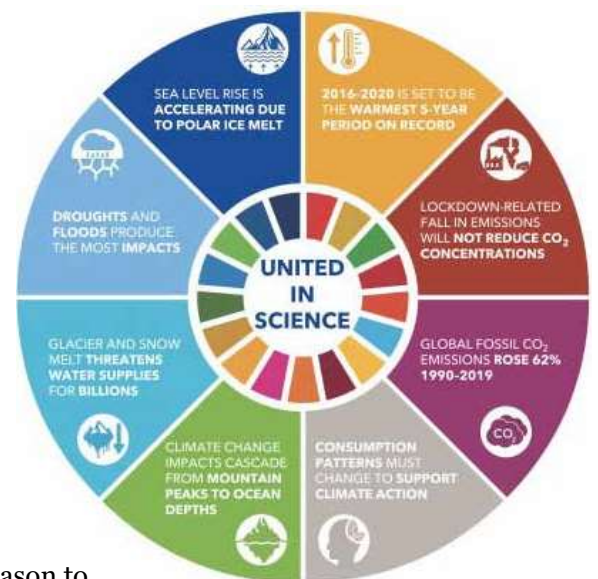 SEA LEVEL RISE IS
ACCELERATING DUE
TO POLAR ICE MELT
2016-2020 IS SET TO BE
THE WARMEST 5-YEAR
PERIOD ON RECORD
LOCKDOWN-RELATED
FALL IN EMISSIONS
WILL NOT REDUCE CO₂
CONCENTRATIONS
GLOBAL FOSSIL CO₂
EMISSIONS ROSE 62%
1990-2019
CO₂
CONSUMPTION
PATTERNS MUST
CHANGE TO SUPPORT
CLIMATE ACTION
CLIMATE CHANGE
IMPACTS CASCADE
FROM MOUNTAIN
PEAKS TO OCEAN
DEPTHS
GLACIER AND SNOW
MELT THREATENS
WATER SUPPLIES
FOR BILLIONS
DROUGHTS AND
FLOODS PRODUCE
THE MOST IMPACTS
UNITED
IN
SCIENCE
to